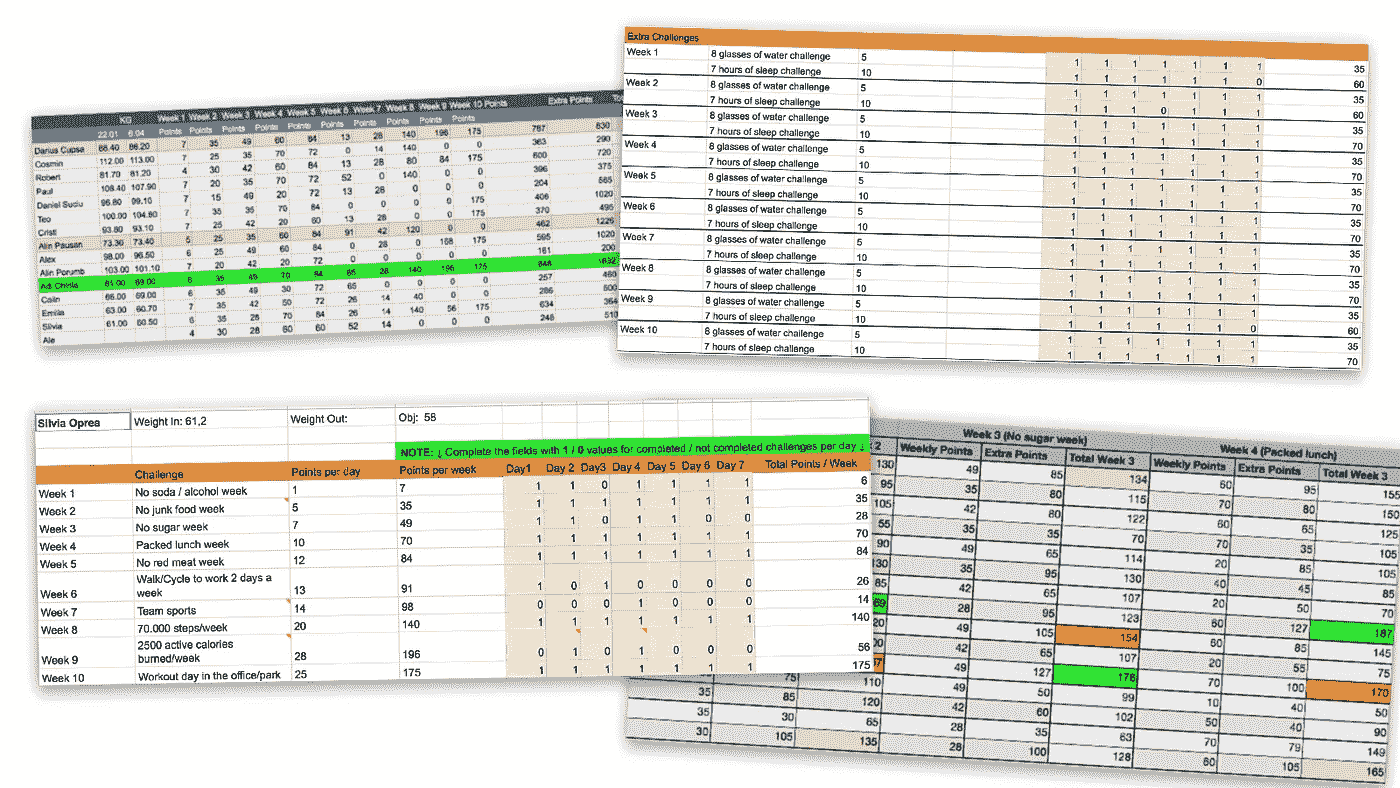 KG Week 1 Week 2 Week 3 Week 4 Week 5 Week 6 Week 7 Week 8 Week 9 Week 10 Points Extra Points
22.01 6.04 Points Points Points Points Points Points Points Points Points Points
Darius Cupsa 88.40 86.20 7 35 49 60 84 13 28 140 196 175 787 830
Cosmin 112.00 113.00 7 25 35 70 72 0 14 140 0 0 363 290
Robert 81.70 81.20 4 30 42 60 84 13 28 80 84 175 600 720
Paul 108.40 107.90 7 20 35 70 72 52 0 140 0 0 396 375
Daniel Suciu 96.80 99.10 7 15 49 20 72 13 28 0 0 0 204 565
Teo 100.00 104.80 7 35 35 70 84 0 0 0 0 175 406 1020
Cristi 93.80 93.10 7 25 42 20 60 13 28 0 0 175 370 495
Alin Pausan 73.30 73.40 5 25 35 60 84 91 42 120 0 0 462 1226
Alex 98.00 96.50 6 25 49 60 84 0 28 0 168 175 595 1020
Alin Porumb 103.00 101.10 7 20 42 20 72 0 0 0 0 0 161 200
Adi 69.00 6 35 49 70 84 65 28 140 196 175 848 1632
Calin 66.00 69.00 6 35 49 30 72 65 0 0 0 0 257 460
Emilia 63.00 60.70 7 35 42 50 72 26 14 40 0 0 286 500
Silvia 61.00 60.50 6 35 28 70 84 26 14 140 56 175 634 364
Ale 4 30 28 60 60 52 14 0 0 0 248 510
Extra Challenges
Week 1 8 glasses of water challenge 5 1 1 1 1 1 1 1 35
7 hours of sleep challenge 10 1 1 1 1 1 1 0 60
Week 2 8 glasses of water challenge 5 1 1 1 1 1 1 1 35
7 hours of sleep challenge 10 1 1 1 0 1 1 1 60
Week 3 8 glasses of water challenge 5 1 1 1 1 1 1 1 35
7 hours of sleep challenge 10 1 1 1 1 1 1 1 70
Week 4 8 glasses of water challenge 5 1 1 1 1 1 1 1 35
7 hours of sleep challenge 10 1 1 1 1 1 1 1 70
Week 5 8 glasses of water challenge 5 1 1 1 1 1 1 1 35
7 hours of sleep challenge 10 1 1 1 1 1 1 1 70
Week 6 8 glasses of water challenge 5 1 1 1 1 1 1 1 35
7 hours of sleep challenge 10 1 1 1 1 1 1 1 70
Week 7 8 glasses of water challenge 5 1 1 1 1 1 1 1 35
7 hours of sleep challenge 10 1 1 1 1 1 1 1 70
Week 8 8 glasses of water challenge 5 1 1 1 1 1 1 1 35
7 hours of sleep challenge 10 1 1 1 1 1 1 1 70
Week 9 8 glasses of water challenge 5 1 1 1 1 1 1 1 35
7 hours of sleep challenge 10 1 1 1 1 1 1 0 60
Week 10 8 glasses of water challenge 5 1 1 1 1 1 1 1 35
7 hours of sleep challenge 10 1 1 1 1 1 1 1 70
Silvia Oprea Weight In: 61,2 Weight Out: Obj: 58
NOTE: ↓ Complete the fields with 1 / 0 values for completed / not completed challenges per day ↓
Challenge Points per day Points per week Day1 Day 2 Day3 Day 4 Day 5 Day 6 Day 7 Total Points / Week
Week 1 No soda / alcohol week 1 7 1 1 0 1 1 1 1 6
Week 2 No junk food week 5 35 1 1 1 1 1 1 1 35
Week 3 No sugar week 7 49 1 1 0 1 1 0 0 28
Week 4 Packed lunch week 10 70 1 1 1 1 1 1 1 70
Week 5 No red meat week 12 84 1 1 1 1 1 1 1 84
Walk/Cycle to work 2 days a
Week 6 week 13 91 1 0 1 0 0 0 0 26
Week 7 Team sports 14 98 0 0 0 1 0 0 0 14
Week 8 70.000 steps/week 20 140 1 1 1 1 1 1 1 140
2500 active calories
Week 9 burned/week 28 196 0 1 0 1 0 0 0 56
Week 10 Workout day in the office/park 25 175 1 1 1 1 1 1 1 175
Week 3 (No sugar week) Week 4 (Packed lunch)
2 Weekly Points Extra Points Total Week 3 Weekly Points Extra Points Total Week 3
130 49 85 134 60 95 155
95 35 80 115 70 80 150
105 42 80 122 60 65 125
55 35 35 70 70 35 105
90 49 65 114 20 85 105
130 35 95 130 40 45 85
85 42 65 107 20 50 70
69 28 95 123 60 127 187
20 49 105 154 60 85 145
00 42 65 107 20 55 75
37 49 127 176 70 100 170
75 110 49 50 99 10 40 50
35 85 120 42 60 102 50 40 90
35 30 65 28 35 63 70 79 149
30 105 135 28 100 128 60 105 165